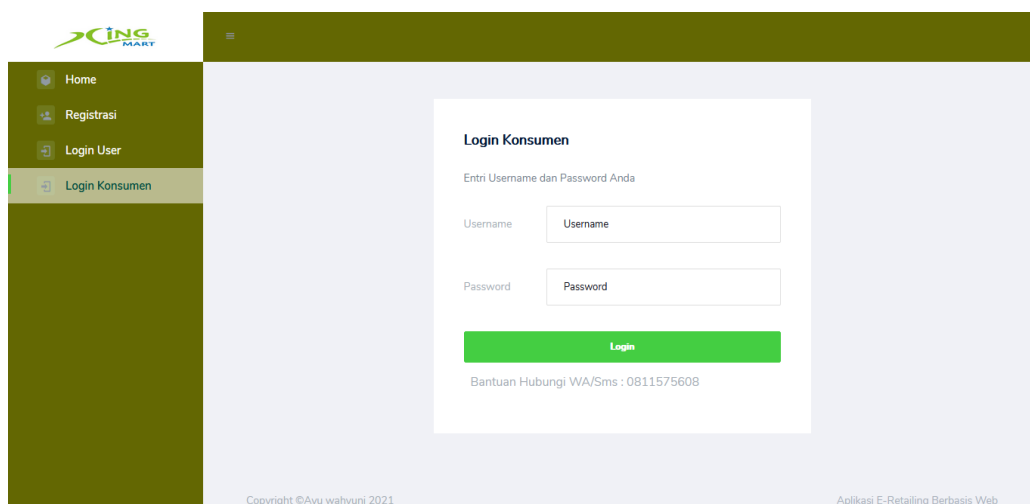 XING
MART
Home
Registrasi
Login User
Login Konsumen
Login Konsumen
Entri Username dan Password Anda
Username
Username
Password
Password
Login
Bantuan Hubungi WA/Sms : 0811575608
Copyright ©Ayu wahyuni 2021
Aplikasi E-Retailing Berbasis Web